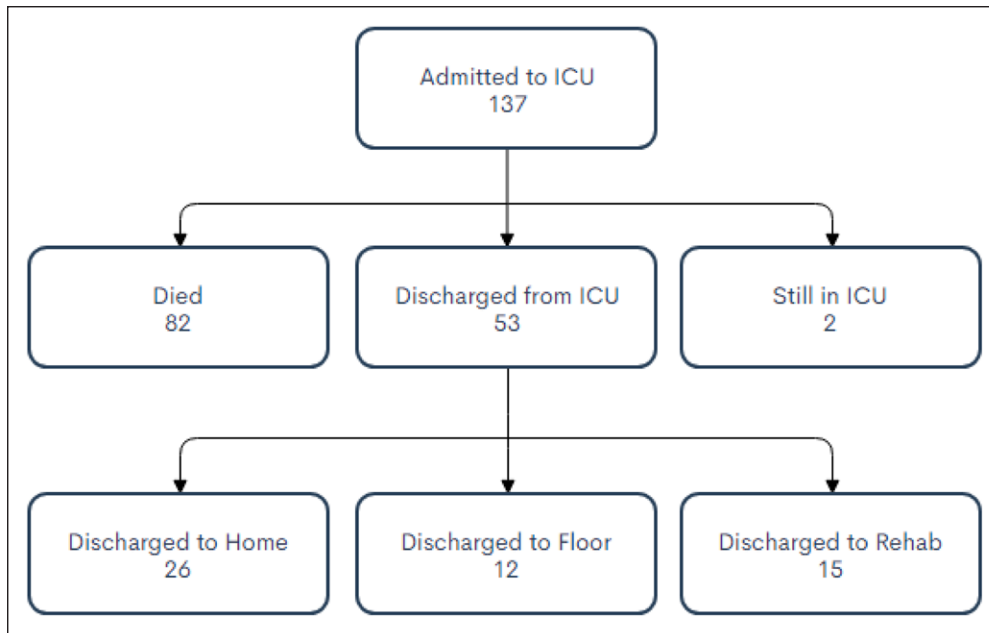 Admitted to ICU
137
Died
82
Discharged from ICU
53
Still in ICU
2
Discharged to Home
26
Discharged to Floor
12
Discharged to Rehab
15